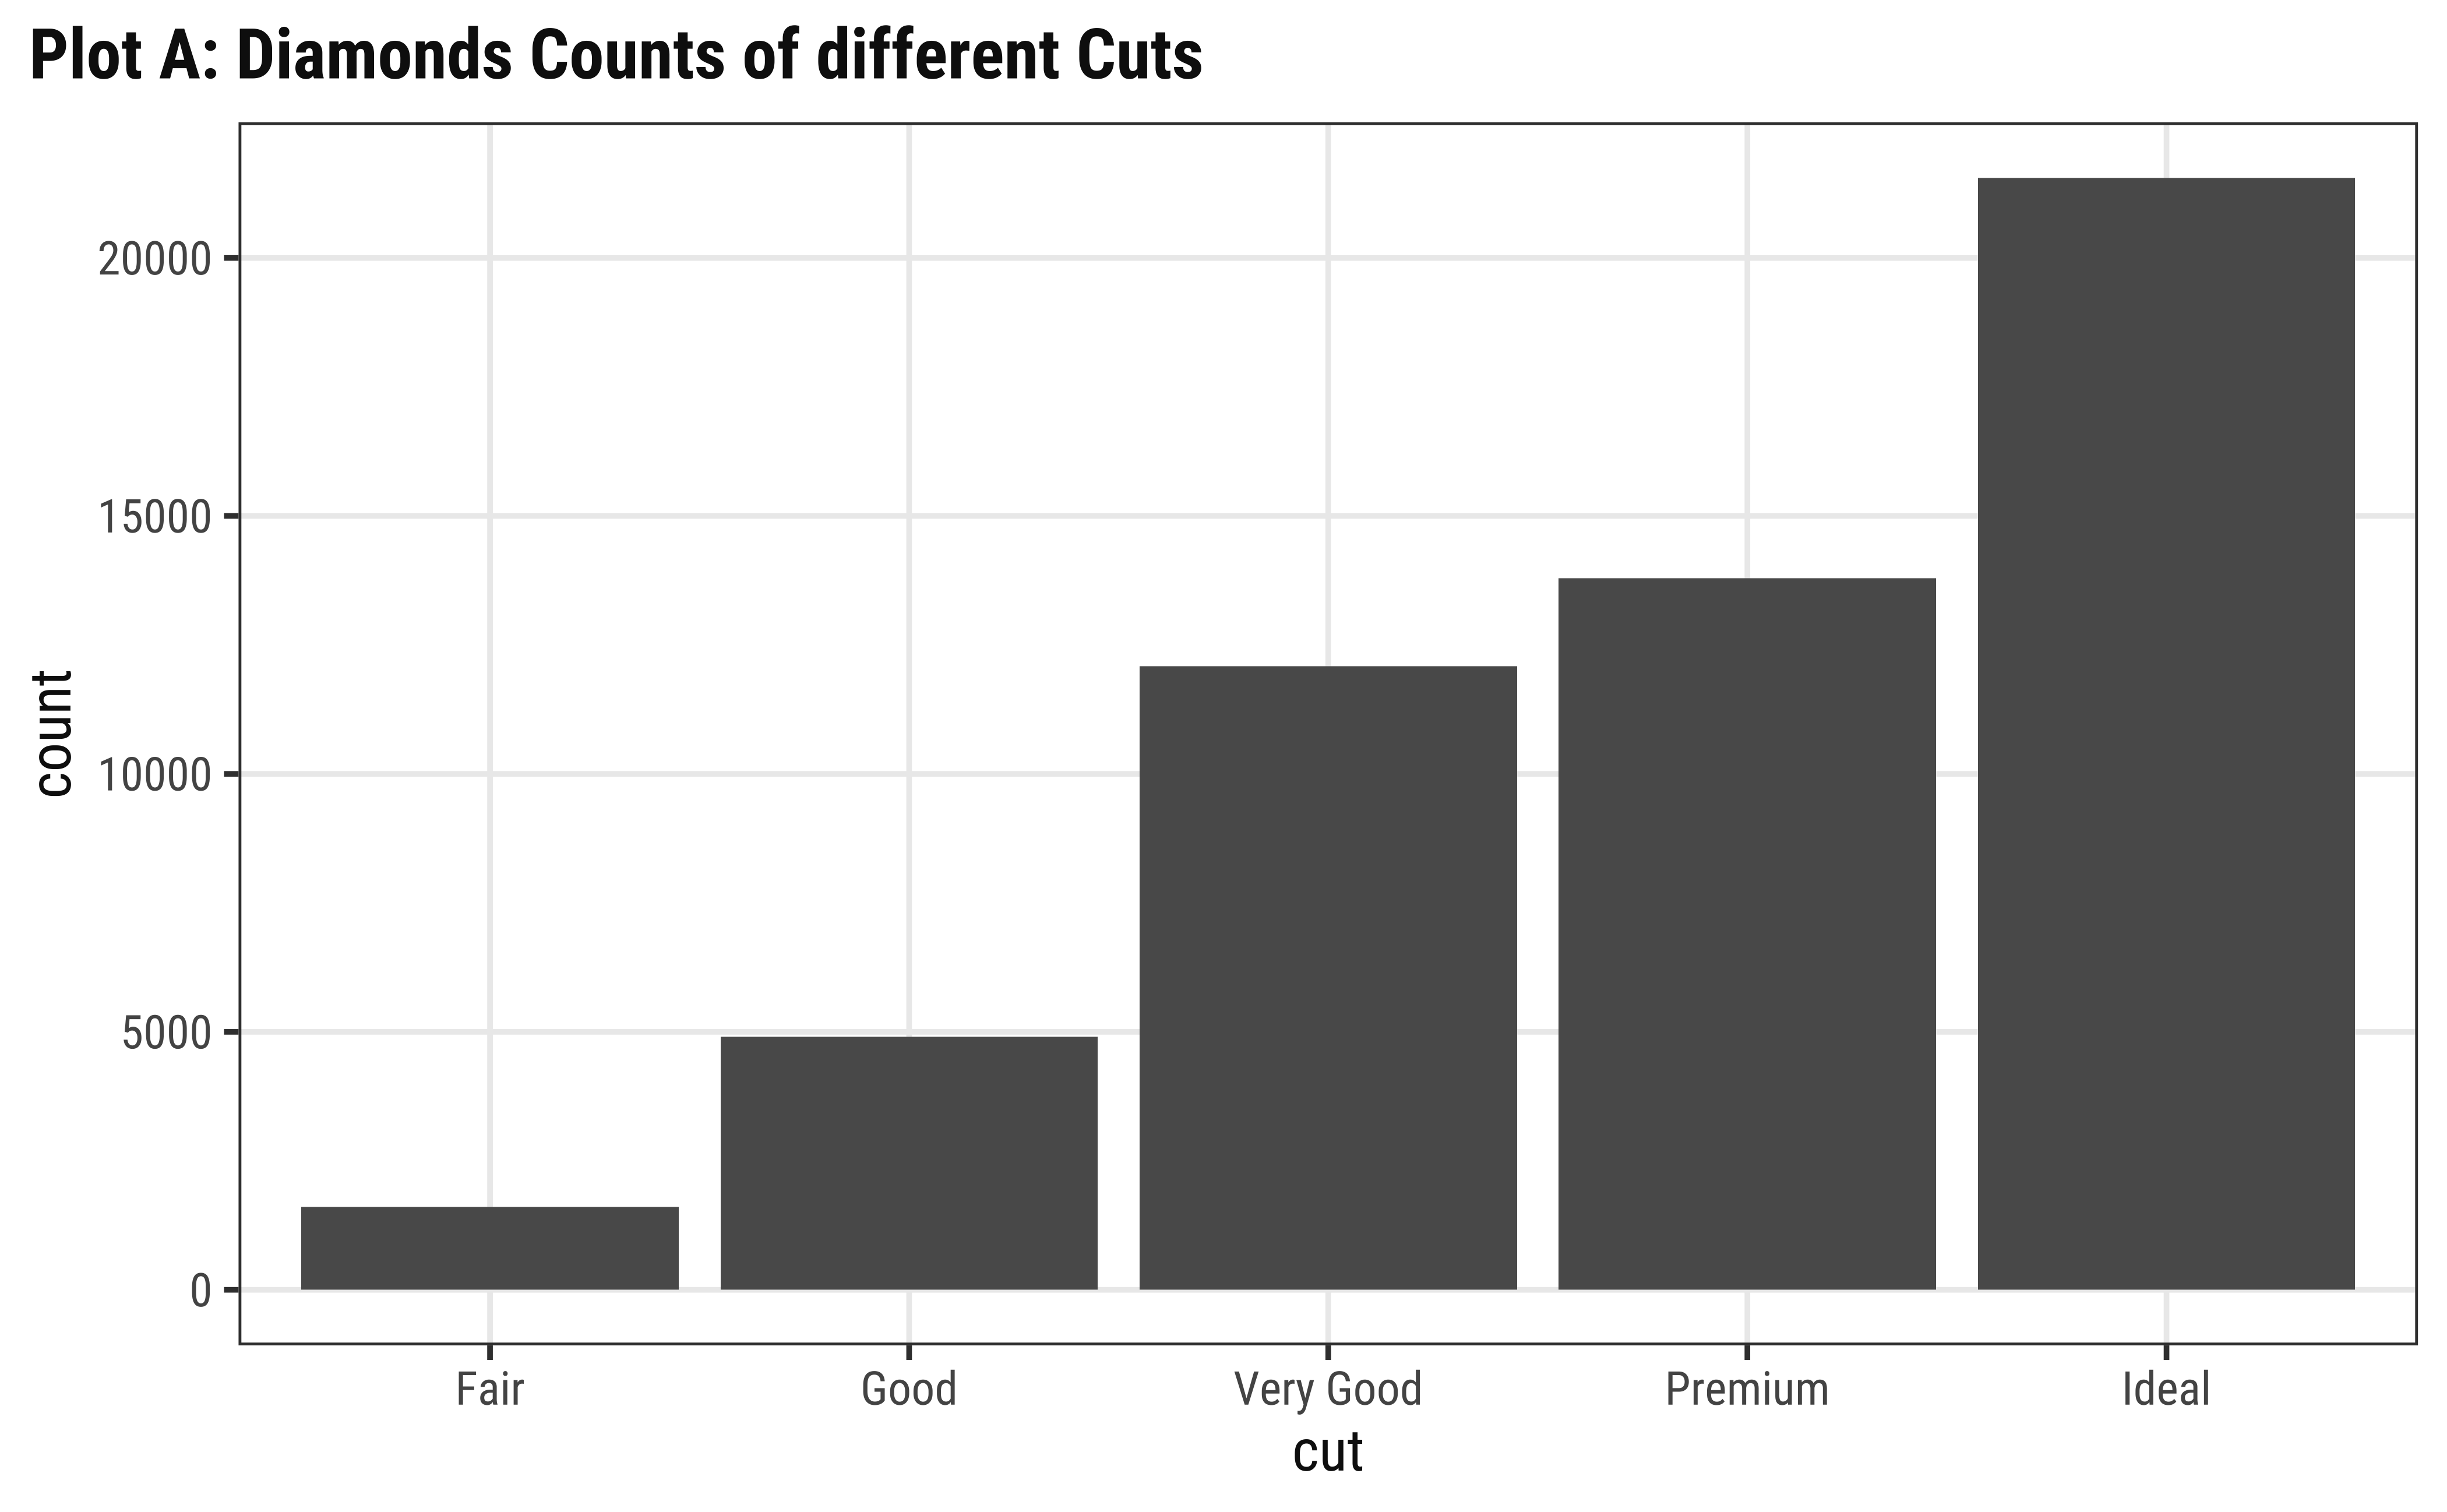 Plot A: Diamonds Counts of different Cuts
count
20000
15000
10000
5000
0
Fair Good Very Good Premium Ideal
cut